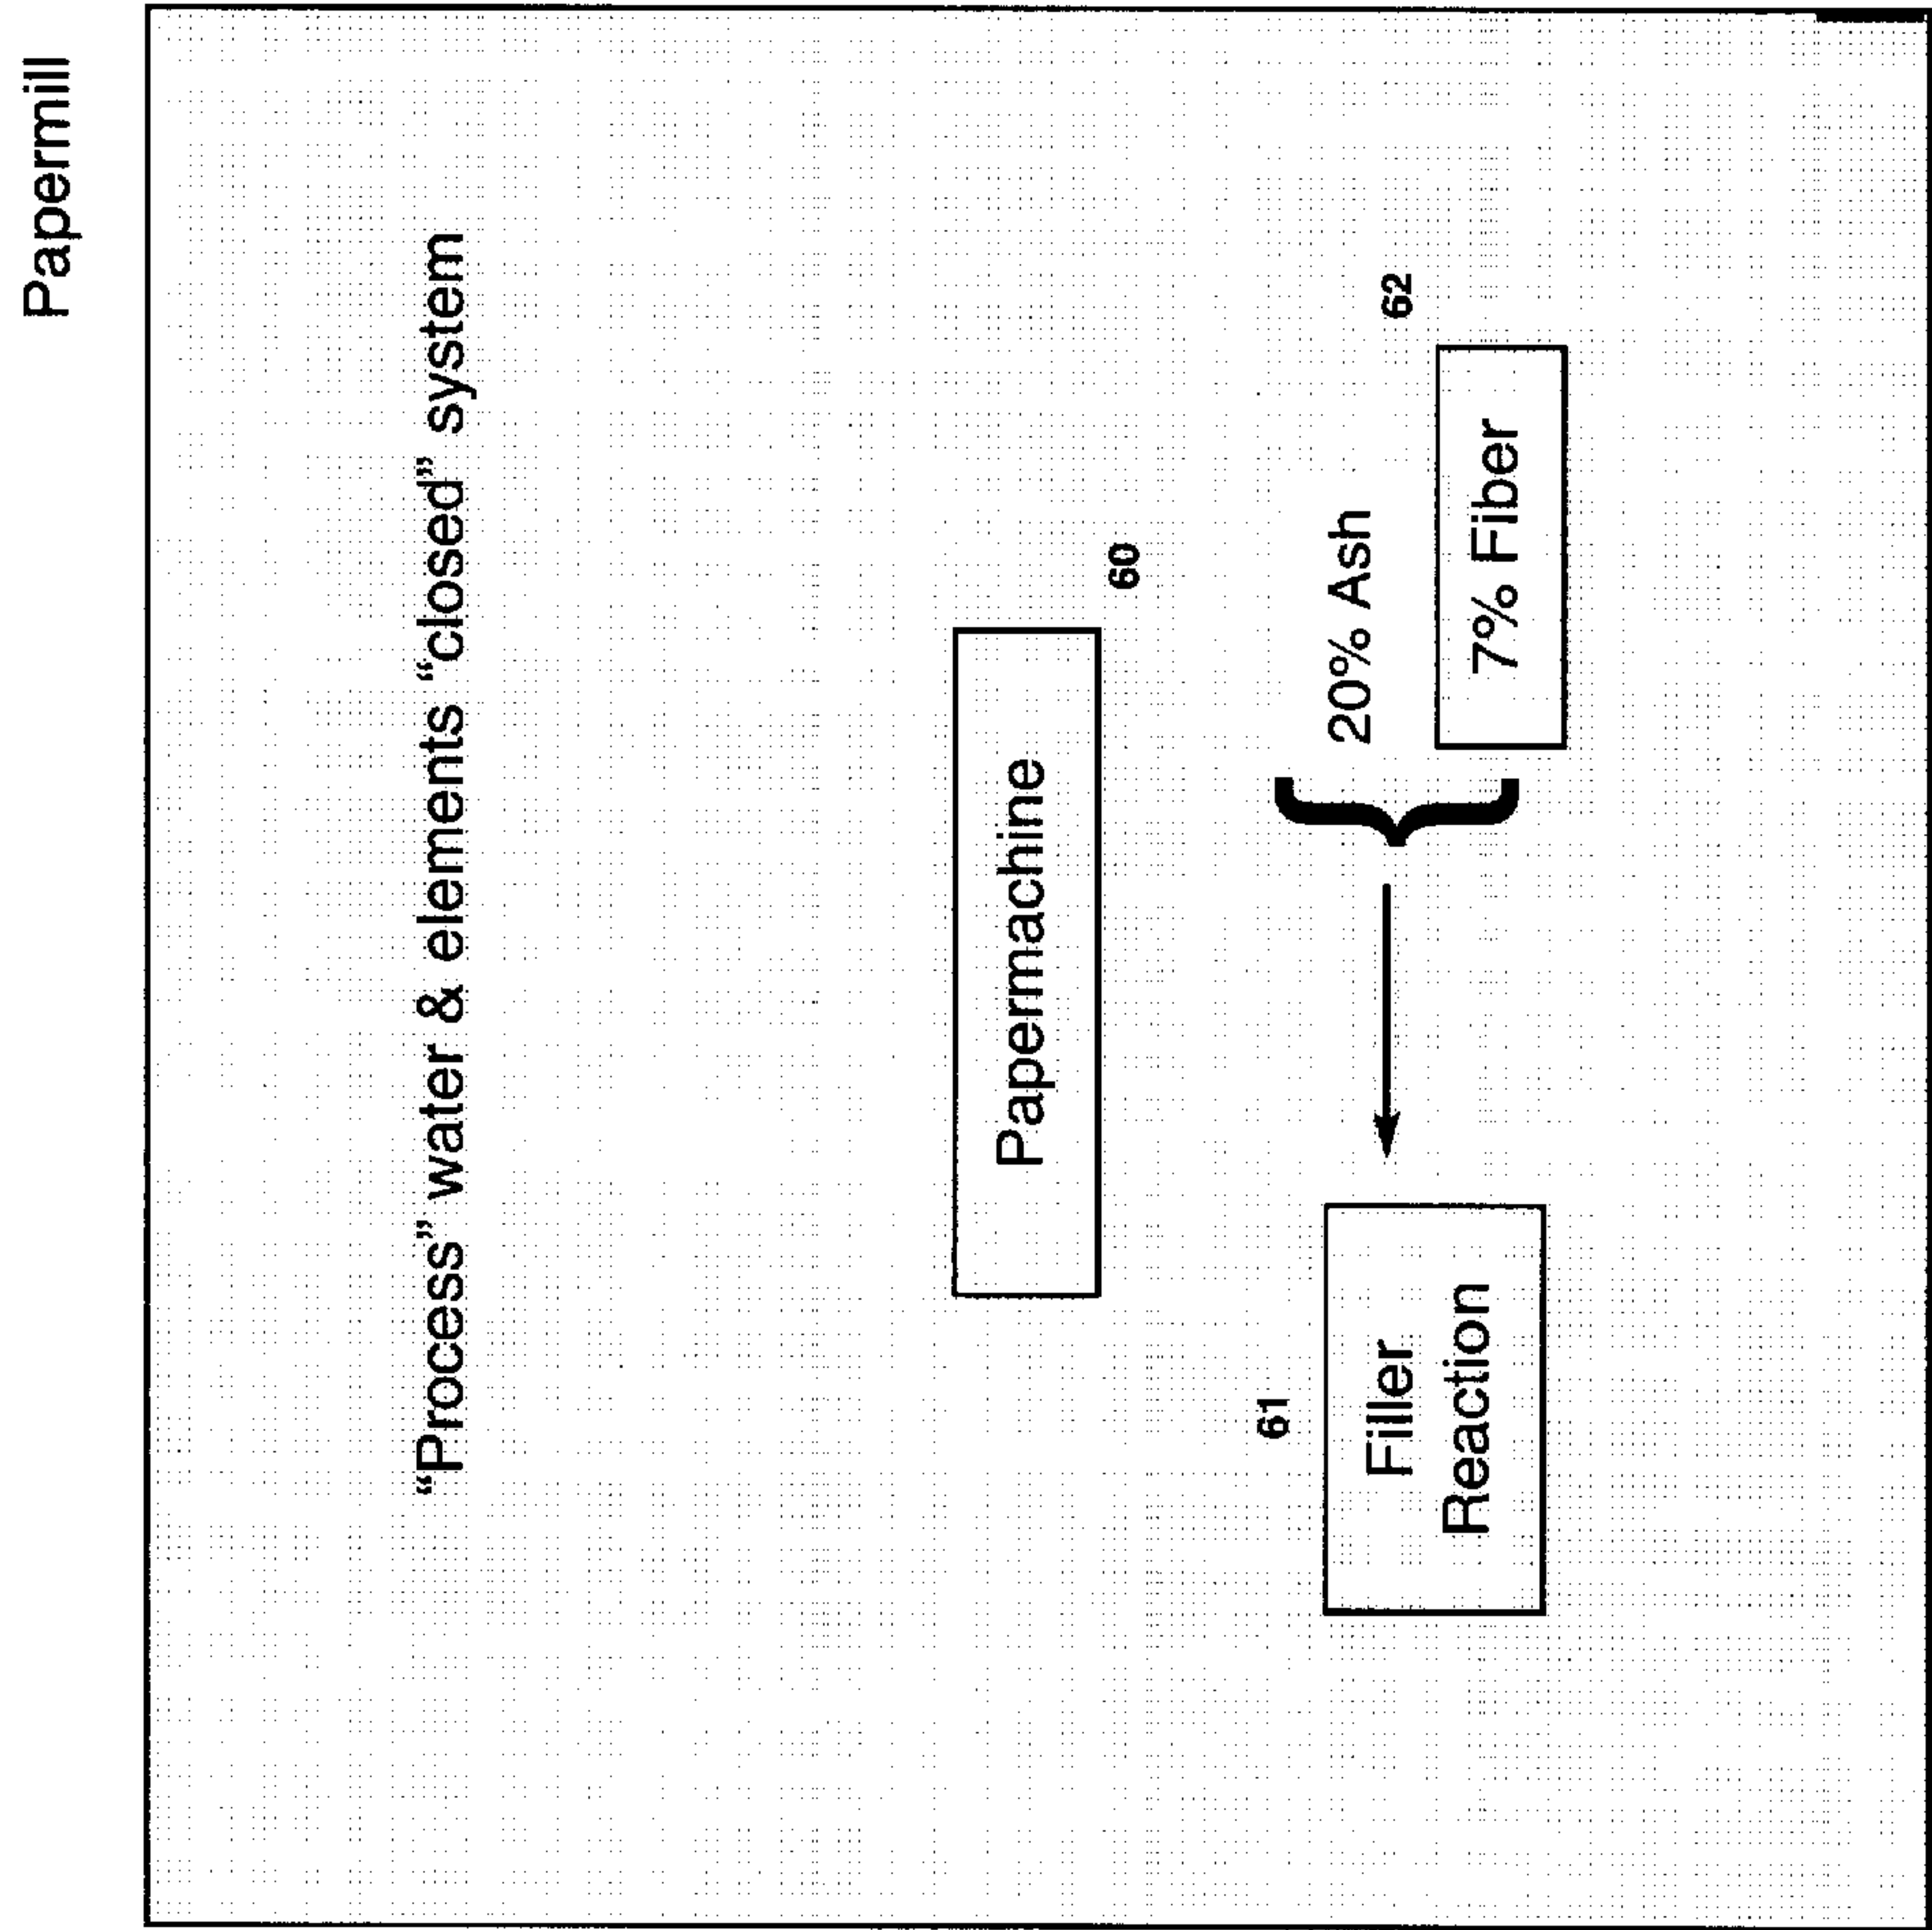 Papermill
“Process” water & elements “closed” system
Papermachine
60
61
Filler
Reaction
20% Ash
62
7% Fiber